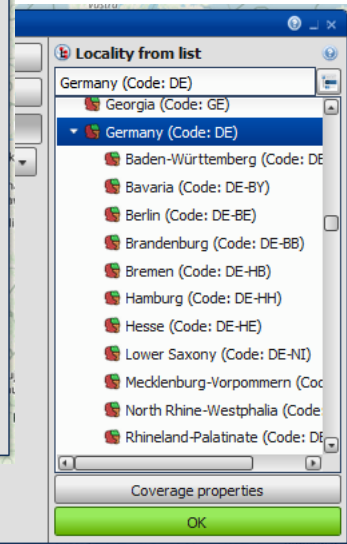 Locality from list
Germany (Code: DE)
Georgia (Code: GE)
Germany (Code: DE)
Baden-Württemberg (Code: DE
Bavaria (Code: DE-BY)
Berlin (Code: DE-BE)
Brandenburg (Code: DE-BB)
Bremen (Code: DE-HB)
Hamburg (Code: DE-HH)
Hesse (Code: DE-HE)
Lower Saxony (Code: DE-NI)
Mecklenburg-Vorpommern (Coc
North Rhine-Westphalia (Code:
Rhineland-Palatinate (Code: DE
Coverage properties
OK